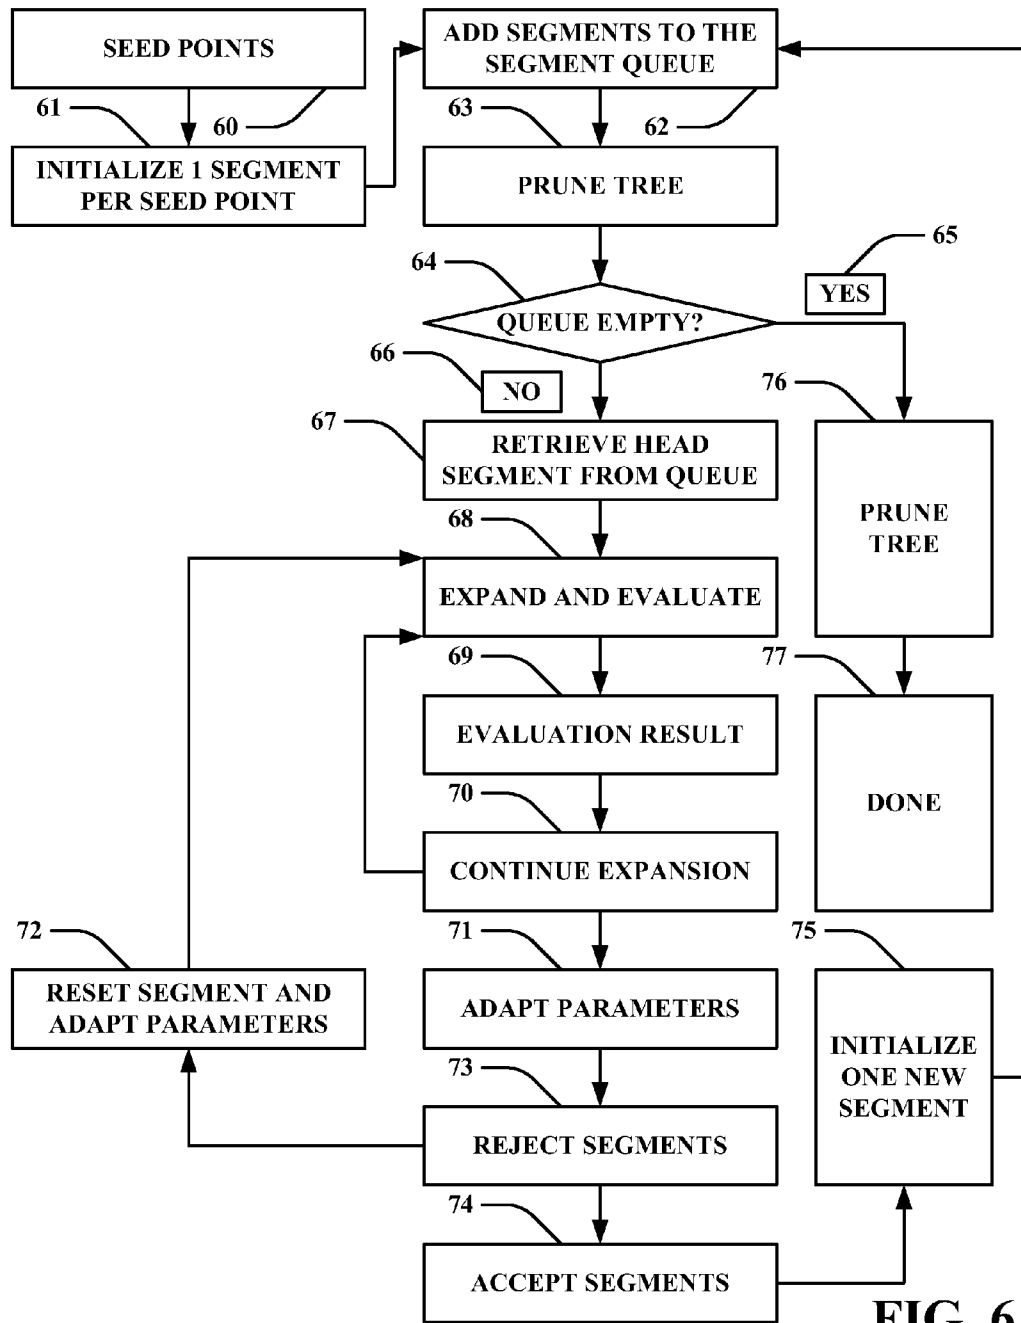 SEED POINTS
60
61
INITIALIZE 1 SEGMENT
PER SEED POINT
ADD SEGMENTS TO THE
SEGMENT QUEUE
62
63
PRUNE TREE
64
QUEUE EMPTY?
65
YES
66
NO
67
RETRIEVE HEAD
SEGMENT FROM QUEUE
68
EXPAND AND EVALUATE
69
EVALUATION RESULT
70
CONTINUE EXPANSION
71
ADAPT PARAMETERS
72
RESET SEGMENT AND
ADAPT PARAMETERS
73
REJECT SEGMENTS
74
ACCEPT SEGMENTS
75
INITIALIZE
ONE NEW
SEGMENT
76
PRUNE
TREE
77
DONE
FIG. 6